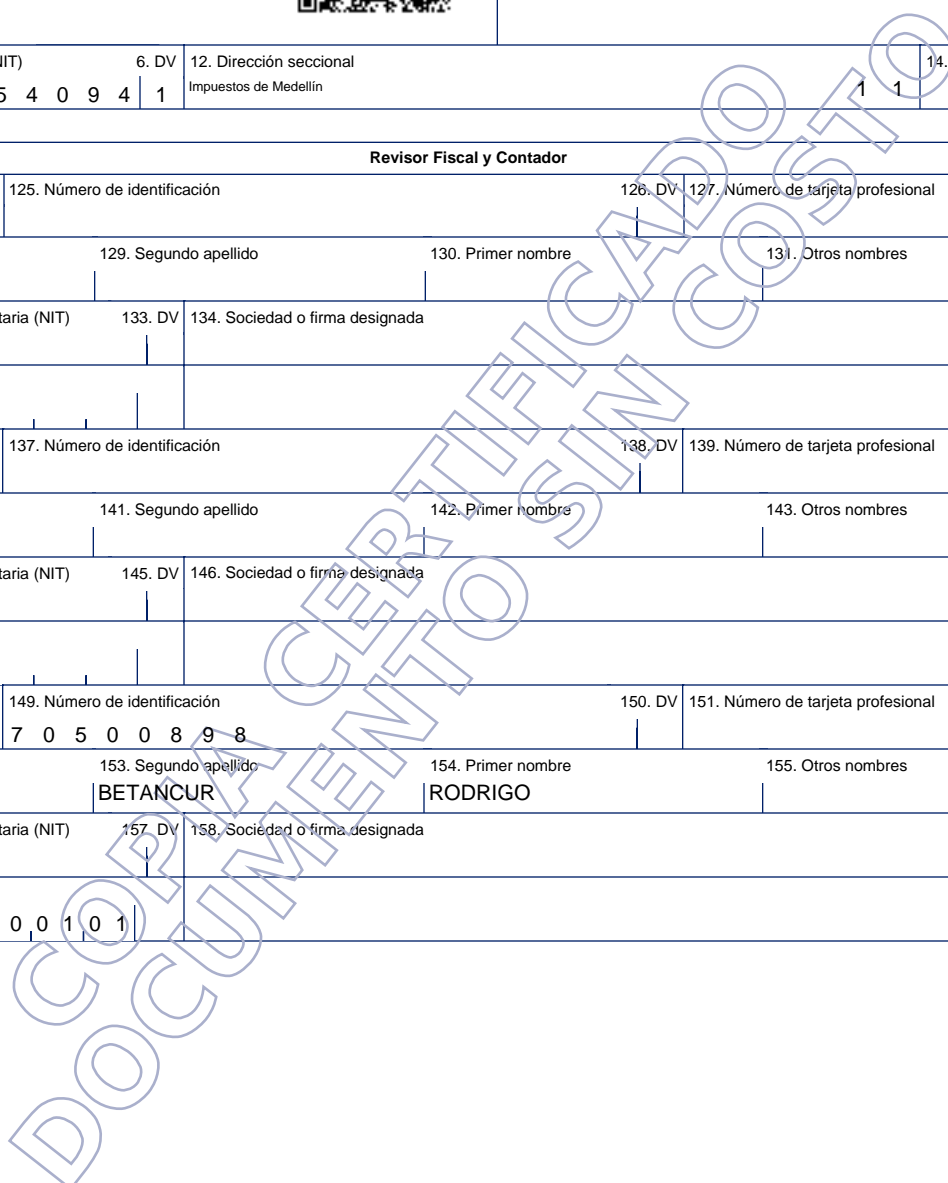 NIT) 6. DV 12. Dirección seccional 14.
5 4 0 9 4 1 Impuestos de Medellín 1 1
Revisor Fiscal y Contador
125. Número de identificación 126. DV 127. Número de tarjeta profesional
129. Segundo apellido 130. Primer nombre 131. Otros nombres
taria (NIT) 133. DV 134. Sociedad o firma designada
137. Número de identificación 138. DV 139. Número de tarjeta profesional
141. Segundo apellido 142. Primer nombre 143. Otros nombres
taria (NIT) 145. DV 146. Sociedad o firma designada
149. Número de identificación 150. DV 151. Número de tarjeta profesional
7 0 5 0 0 8 9 8
153. Segundo apellido 154. Primer nombre 155. Otros nombres
BETANCUR RODRIGO
taria (NIT) 157. DV 158. Sociedad o firma designada
0 0 1 0 1
COPIA CERTIFICADO
DOCUMENTO SIN COSTO